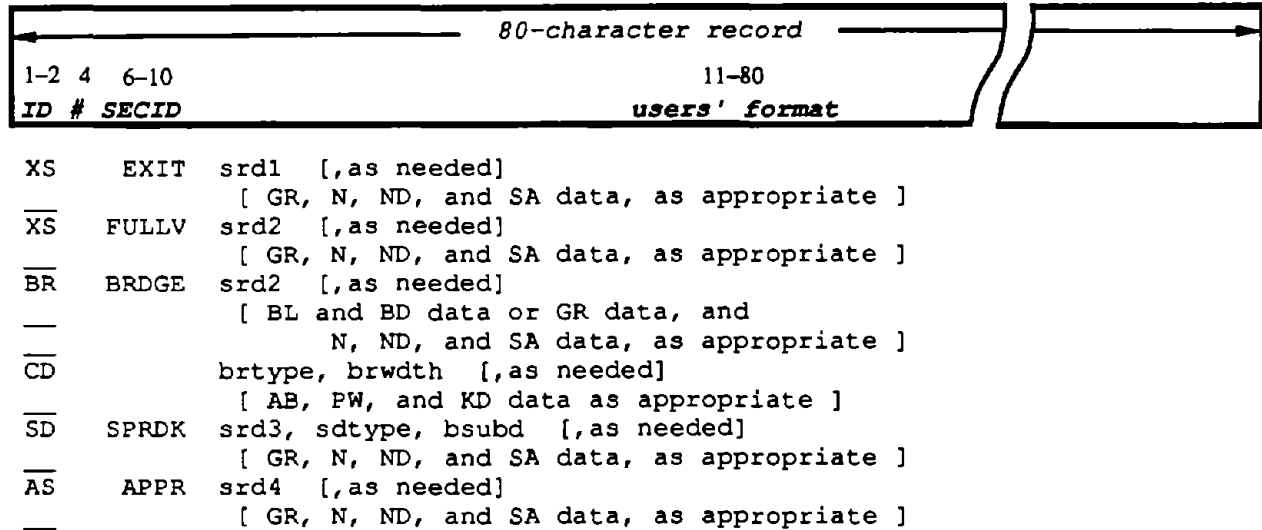 80-character record
1-2 4 6-10 11-80
ID # SECID users' format
XS EXIT srd1 [,as needed]
[ GR, N, ND, and SA data, as appropriate ]
XS FULLV srd2 [,as needed]
[ GR, N, ND, and SA data, as appropriate ]
BR BRDGE srd2 [,as needed]
[ BL and BD data or GR data, and
N, ND, and SA data, as appropriate ]
CD brtype, brwdth [,as needed]
[ AB, PW, and KD data as appropriate ]
SD SPRDK srd3, sdtype, bsubd [,as needed]
[ GR, N, ND, and SA data, as appropriate ]
AS APPR srd4 [,as needed]
[ GR, N, ND, and SA data, as appropriate ]